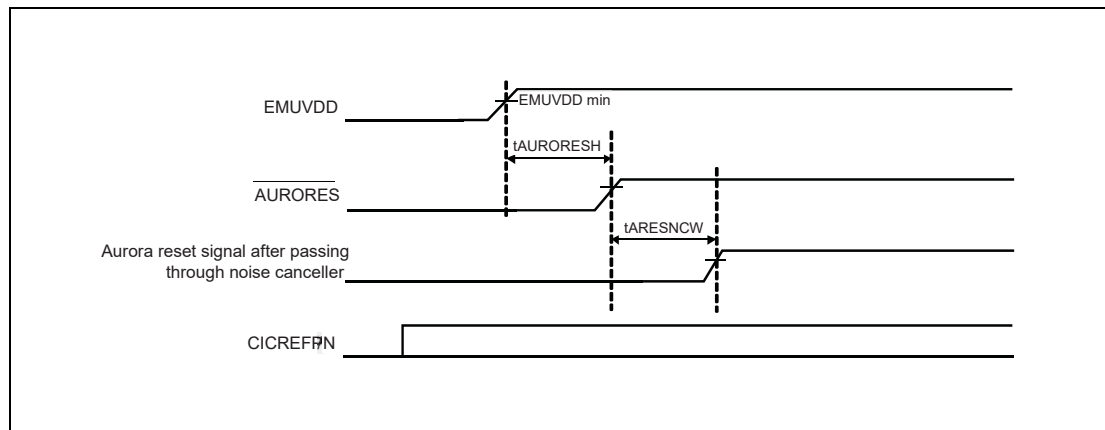 EMUVDD
EMUVDD min
tAURORESH
AURORES
tARESNCW
Aurora reset signal after passing
through noise canceller